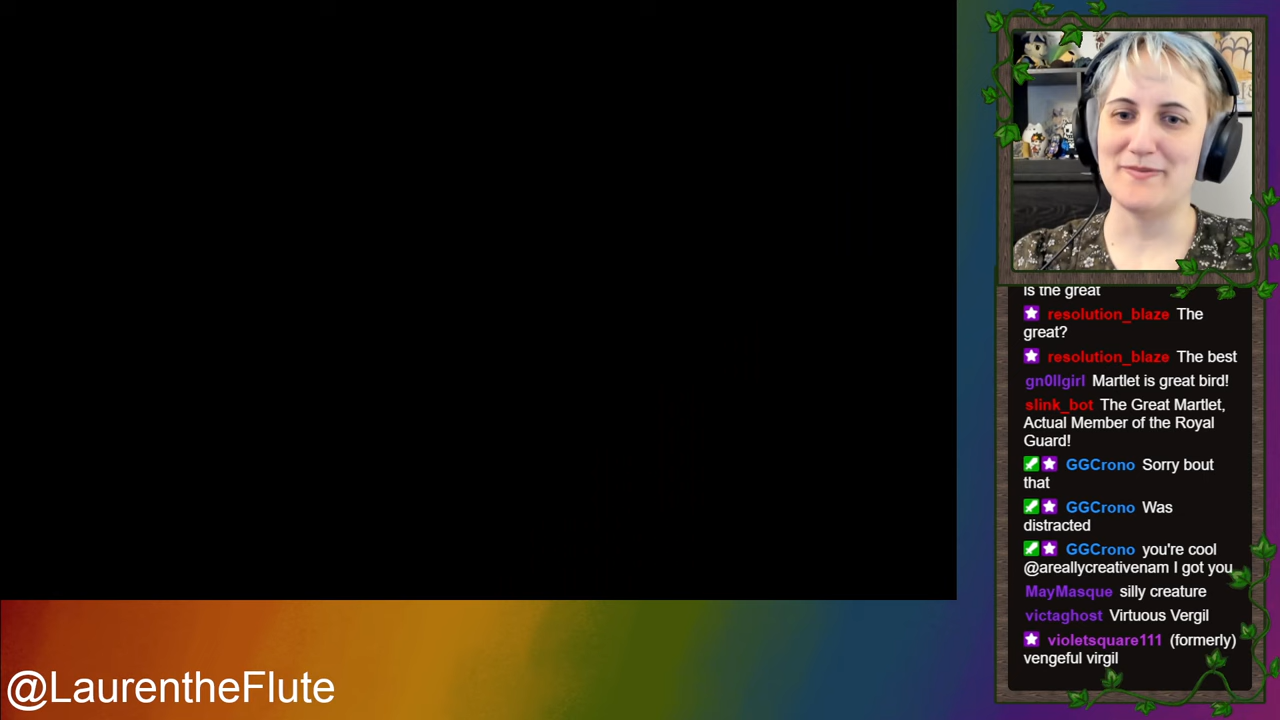 is the great
resolution_blaze The
great?
resolution_blaze The best
gn0llgirl Martlet is great bird!
slink_bot The Great Martlet,
Actual Member of the Royal
Guard!
GGCrono Sorry bout
that
GGCrono Was
distracted
GGCrono you're cool
@areallycreativenam I got you
MayMasque silly creature
victaghost Virtuous Vergil
violetsquare111 (formerly)
vengeful virgil
@LaurentheFlute